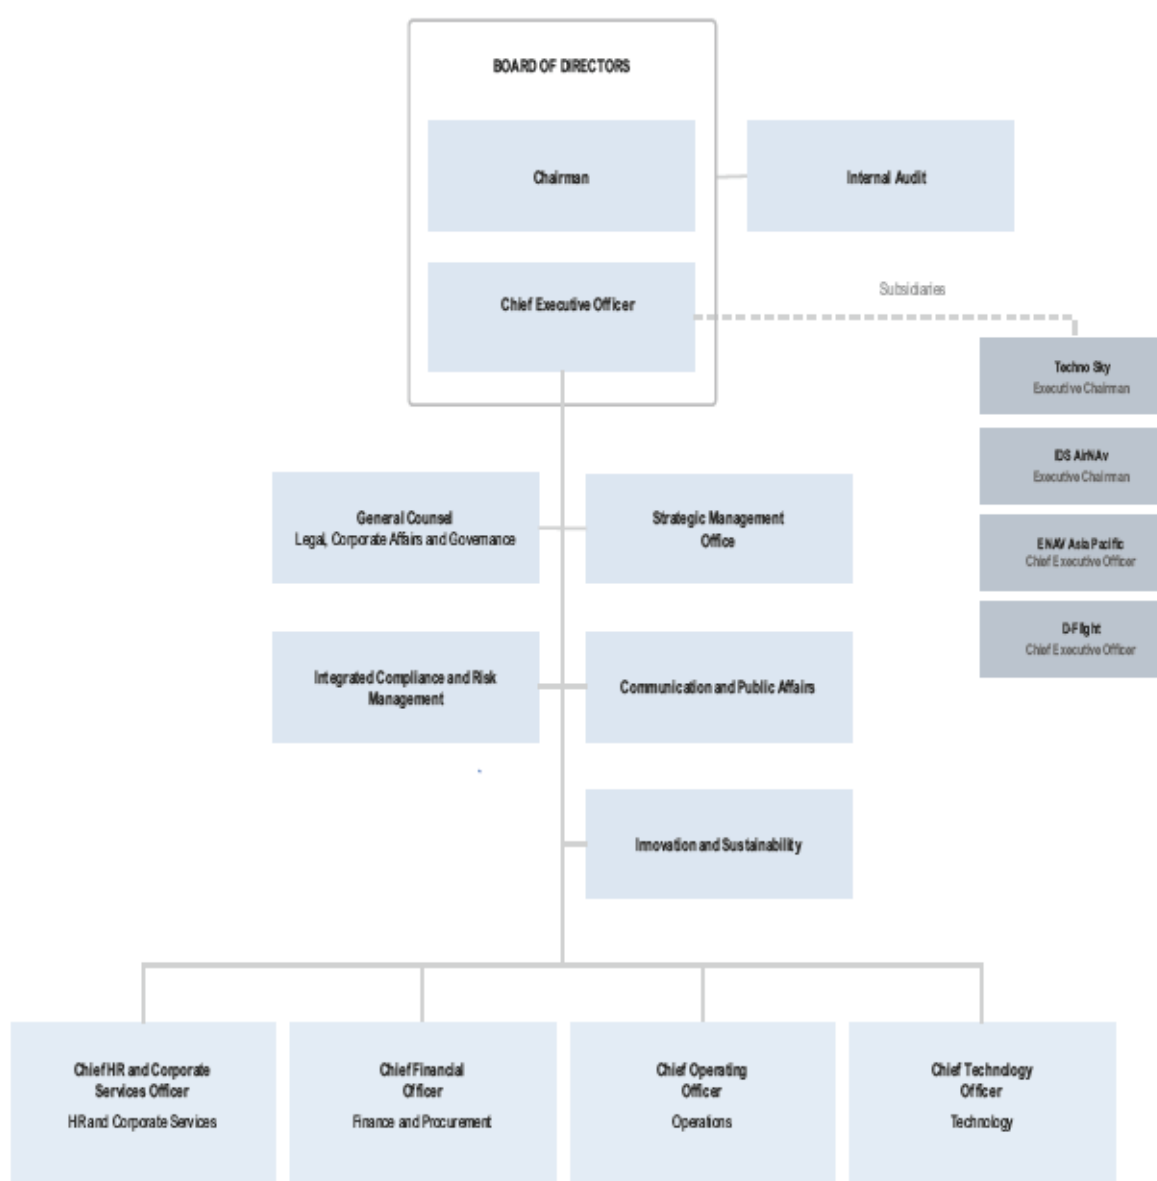 BOARD OF DIRECTORS
Chairman
Internal Audit
Chief Executive Officer
Subsidiaries
Techno Sky
Executive Chairman
IDS AirNAv
Executive Chairman
ENAV Asia Pacific
Chief Executive Officer
D-Flight
Chief Executive Officer
General Counsel
Legal, Corporate Affairs and Governance
Strategic Management
Office
Integrated Compliance and Risk
Management
Communication and Public Affairs
Innovation and Sustainability
Chief HR and Corporate
Services Officer
HR and Corporate Services
Chief Financial
Officer
Finance and Procurement
Chief Operating
Officer
Operations
Chief Technology
Officer
Technology